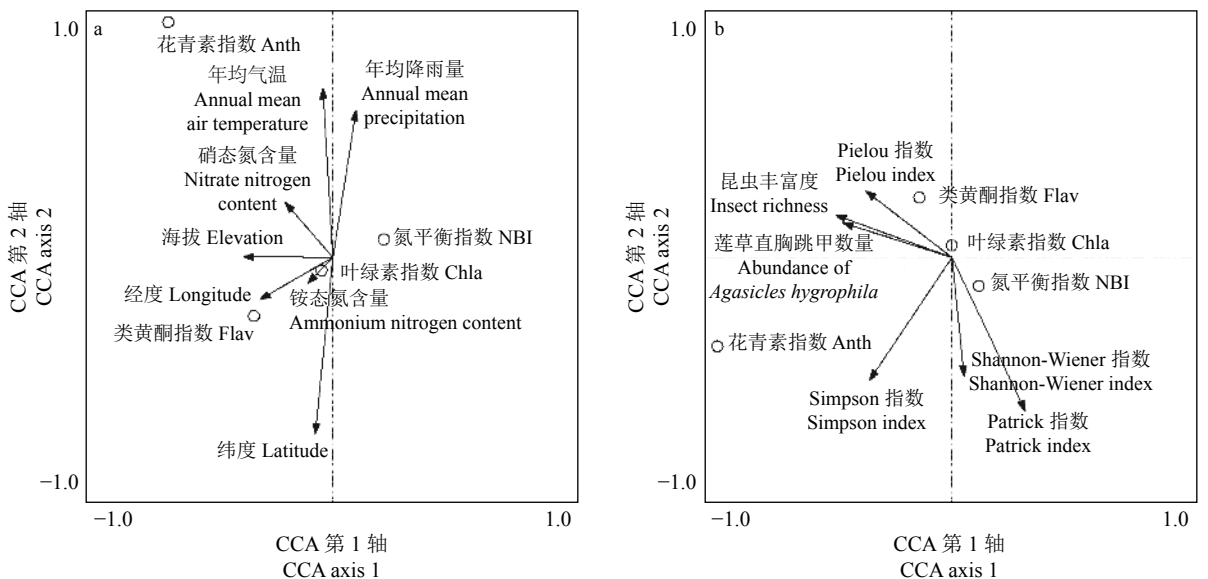 a
1.0
花青素指数 Anth
年均气温
Annual mean
air temperature
年均降雨量
Annual mean
precipitation
硝态氮含量
Nitrate nitrogen
content
氮平衡指数 NBI
海拔 Elevation
叶绿素指数 Chla
经度 Longitude
铵态氮含量
Ammonium nitrogen content
类黄酮指数 Flav
纬度 Latitude
−1.0
−1.0
1.0
CCA 第 2 轴
CCA axis 2
CCA 第 1 轴
CCA axis 1
b
1.0
Pielou 指数
Pielou index
昆虫丰富度
Insect richness
类黄酮指数 Flav
莲草直胸跳甲数量
Abundance of
Agasicles hygrophila
叶绿素指数 Chla
氮平衡指数 NBI
花青素指数 Anth
Shannon-Wiener 指数
Shannon-Wiener index
Simpson 指数
Simpson index
Patrick 指数
Patrick index
−1.0
−1.0
1.0
CCA 第 2 轴
CCA axis 2
CCA 第 1 轴
CCA axis 1